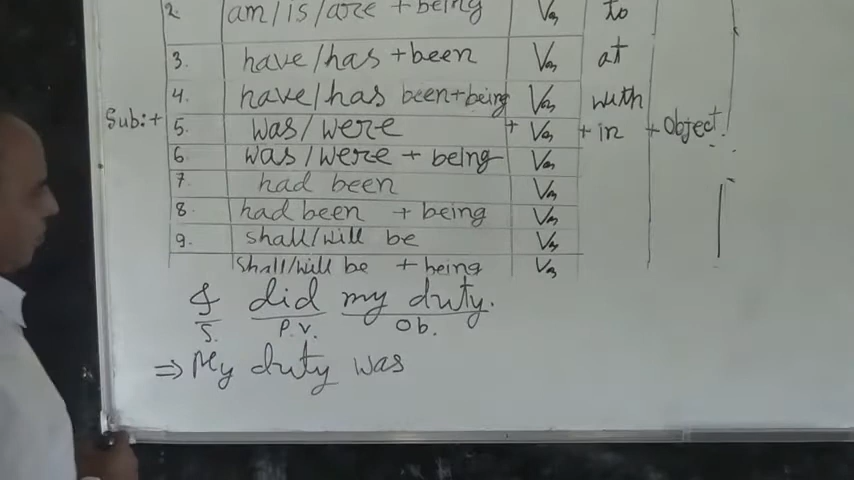 2. am/is/are + being V₃ to
3. have/has + been V₃ at
4. have/has been + being V₃ with
Sub: + 5. was/were + V₃ + in + Object.
6 was/were + being V₃
7. had been V₃
8. had been + being V₃
9. shall/will be V₃
shall/will be + being V₃
I did my duty.
S. P.V. Ob.
⇒ My duty was